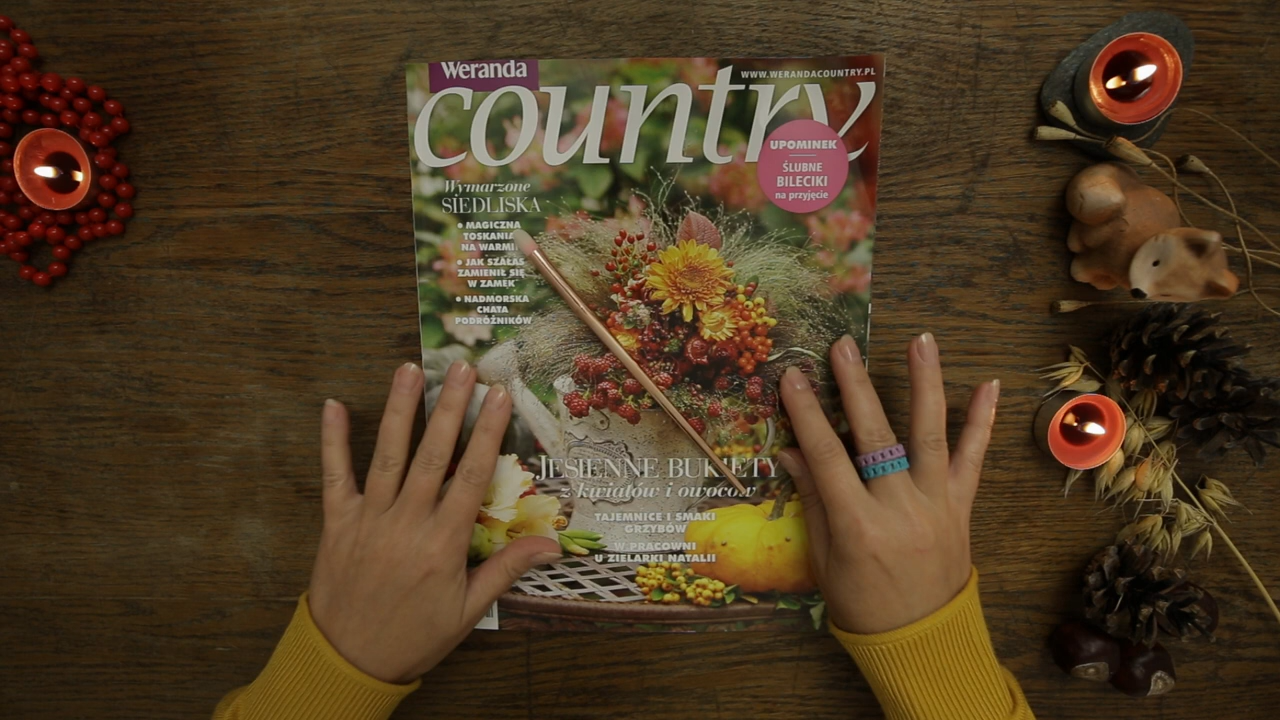 Weranda
WWW.WERANDACOUNTRY.PL
country
UPOMINEK
ŚLUBNE
BILECIKI
na przyjęcie
Wymarzone
SIEDLISKA
• MAGICZNA
TOSKANIA
NA WARMII
• JAK SZAŁAS
ZAMIENIŁ SIĘ
W ZAMEK
• NADMORSKA
CHATA
PODRÓŻNIKÓW
JESIENNE BUKIETY
z kwiatów i owoców
TAJEMNICE I SMAKI
GRZYBÓW
W PRACOWNI
U ZIELARKI NATALII